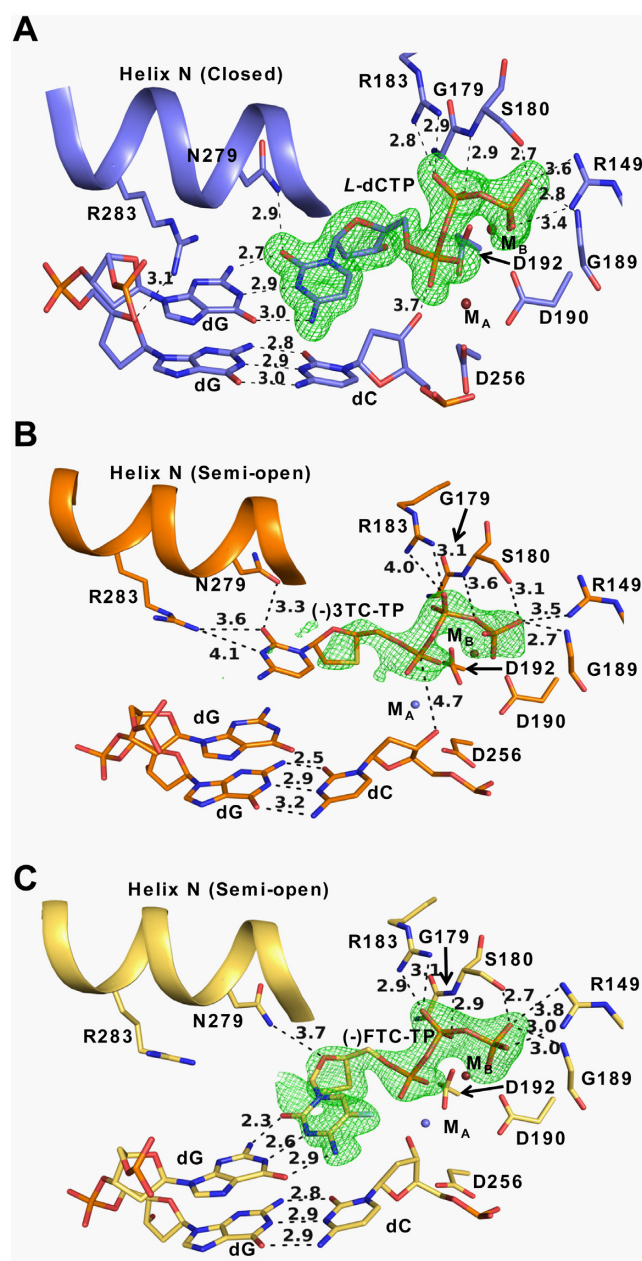 A
Helix N (Closed)
R183
G179
S180
2.8
2.9
2.9
2.7
N279
L-dCTP
3.6
R149
2.8
R283
2.9
3.4
MB
2.7
D192
G189
3.1
2.9
MA
D190
3.0
3.7
dG
2.8
2.9
D256
dG
3.0
dC
B
Helix N (Semi-open)
G179
R183
3.1
S180
4.0
N279
3.6
3.1
R149
R283
3.3
(-)3TC-TP
3.5
3.6
MB
2.7
4.1
D192
G189
MA
4.7
D190
dG
2.5
D256
2.9
dG
3.2
dC
C
Helix N (Semi-open)
G179
S180
R183
3.1
R149
2.9
2.9
2.7
N279
3.8
R283
3.7
(-)FTC-TP
3.0
MB
3.0
D192
G189
2.3
MA
D190
2.6
dG
2.9
2.8
D256
2.9
dC
dG
2.9